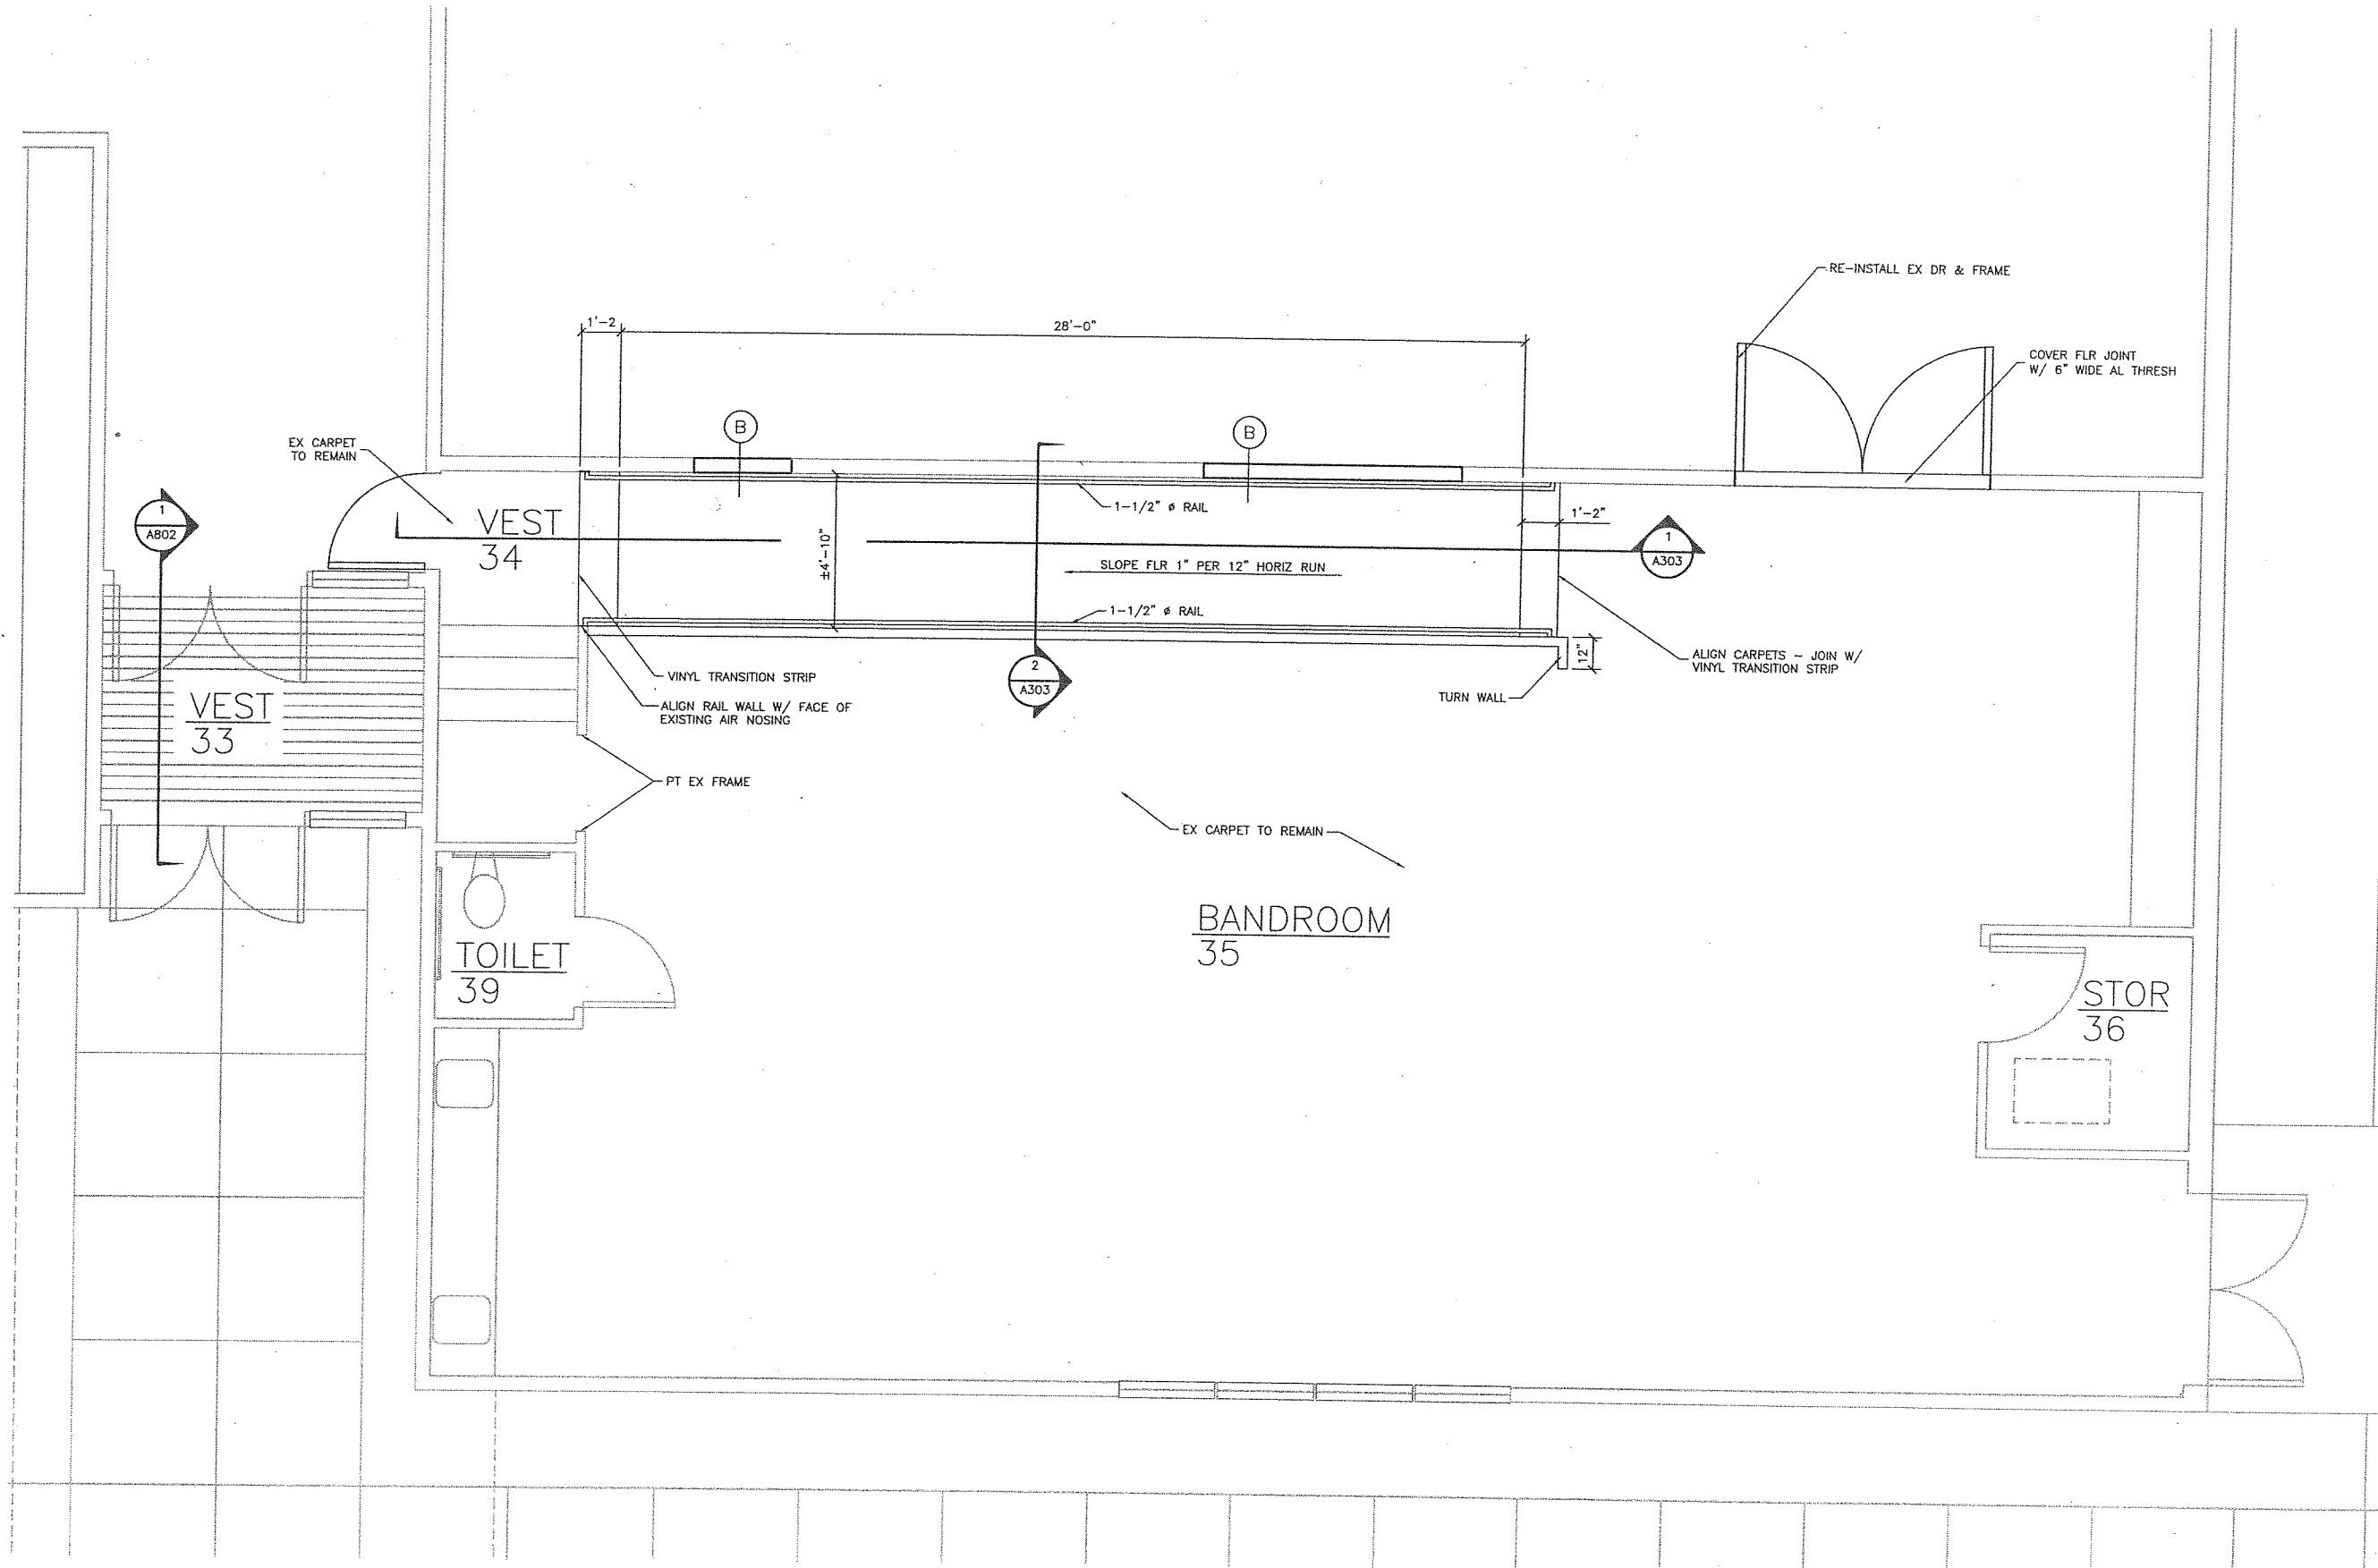 RE-INSTALL EX DR & FRAME
1'-2
28'-0"
COVER FLR JOINT
W/ 6" WIDE AL THRESH
B
B
EX CARPET
TO REMAIN
1
A802
VEST
34
1-1/2" ø RAIL
1'-2"
1
A303
±4'-10"
SLOPE FLR 1" PER 12" HORIZ RUN
1-1/2" ø RAIL
12"
ALIGN CARPETS - JOIN W/
VINYL TRANSITION STRIP
2
A303
VINYL TRANSITION STRIP
TURN WALL
ALIGN RAIL WALL W/ FACE OF
EXISTING AIR NOSING
VEST
33
PT EX FRAME
EX CARPET TO REMAIN
BANDROOM
35
TOILET
39
STOR
36